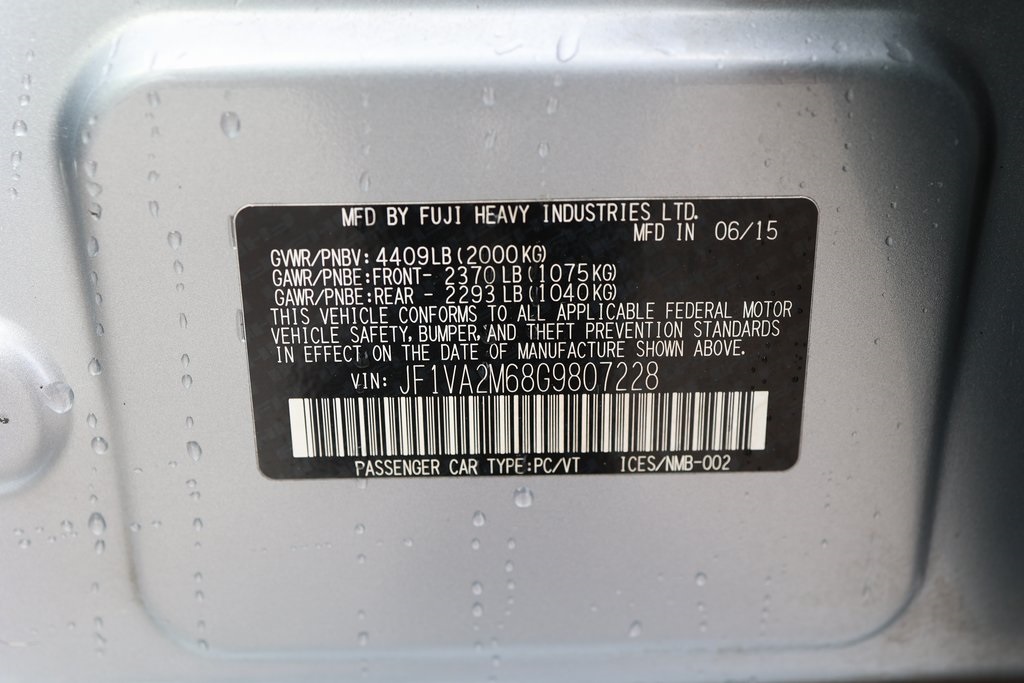 MFD BY FUJI HEAVY INDUSTRIES LTD.
MFD IN 06/15
GVWR/PNBV: 4409LB(2000KG)
GAWR/PNBE:FRONT- 2370LB(1075KG)
GAWR/PNBE:REAR - 2293LB(1040KG)
THIS VEHICLE CONFORMS TO ALL APPLICABLE FEDERAL MOTOR
VEHICLE SAFETY, BUMPER, AND THEFT PREVENTION STANDARDS
IN EFFECT ON THE DATE OF MANUFACTURE SHOWN ABOVE.
VIN: JF1VA2M68G9807228
PASSENGER CAR TYPE:PC/VT ICES/NMB-002